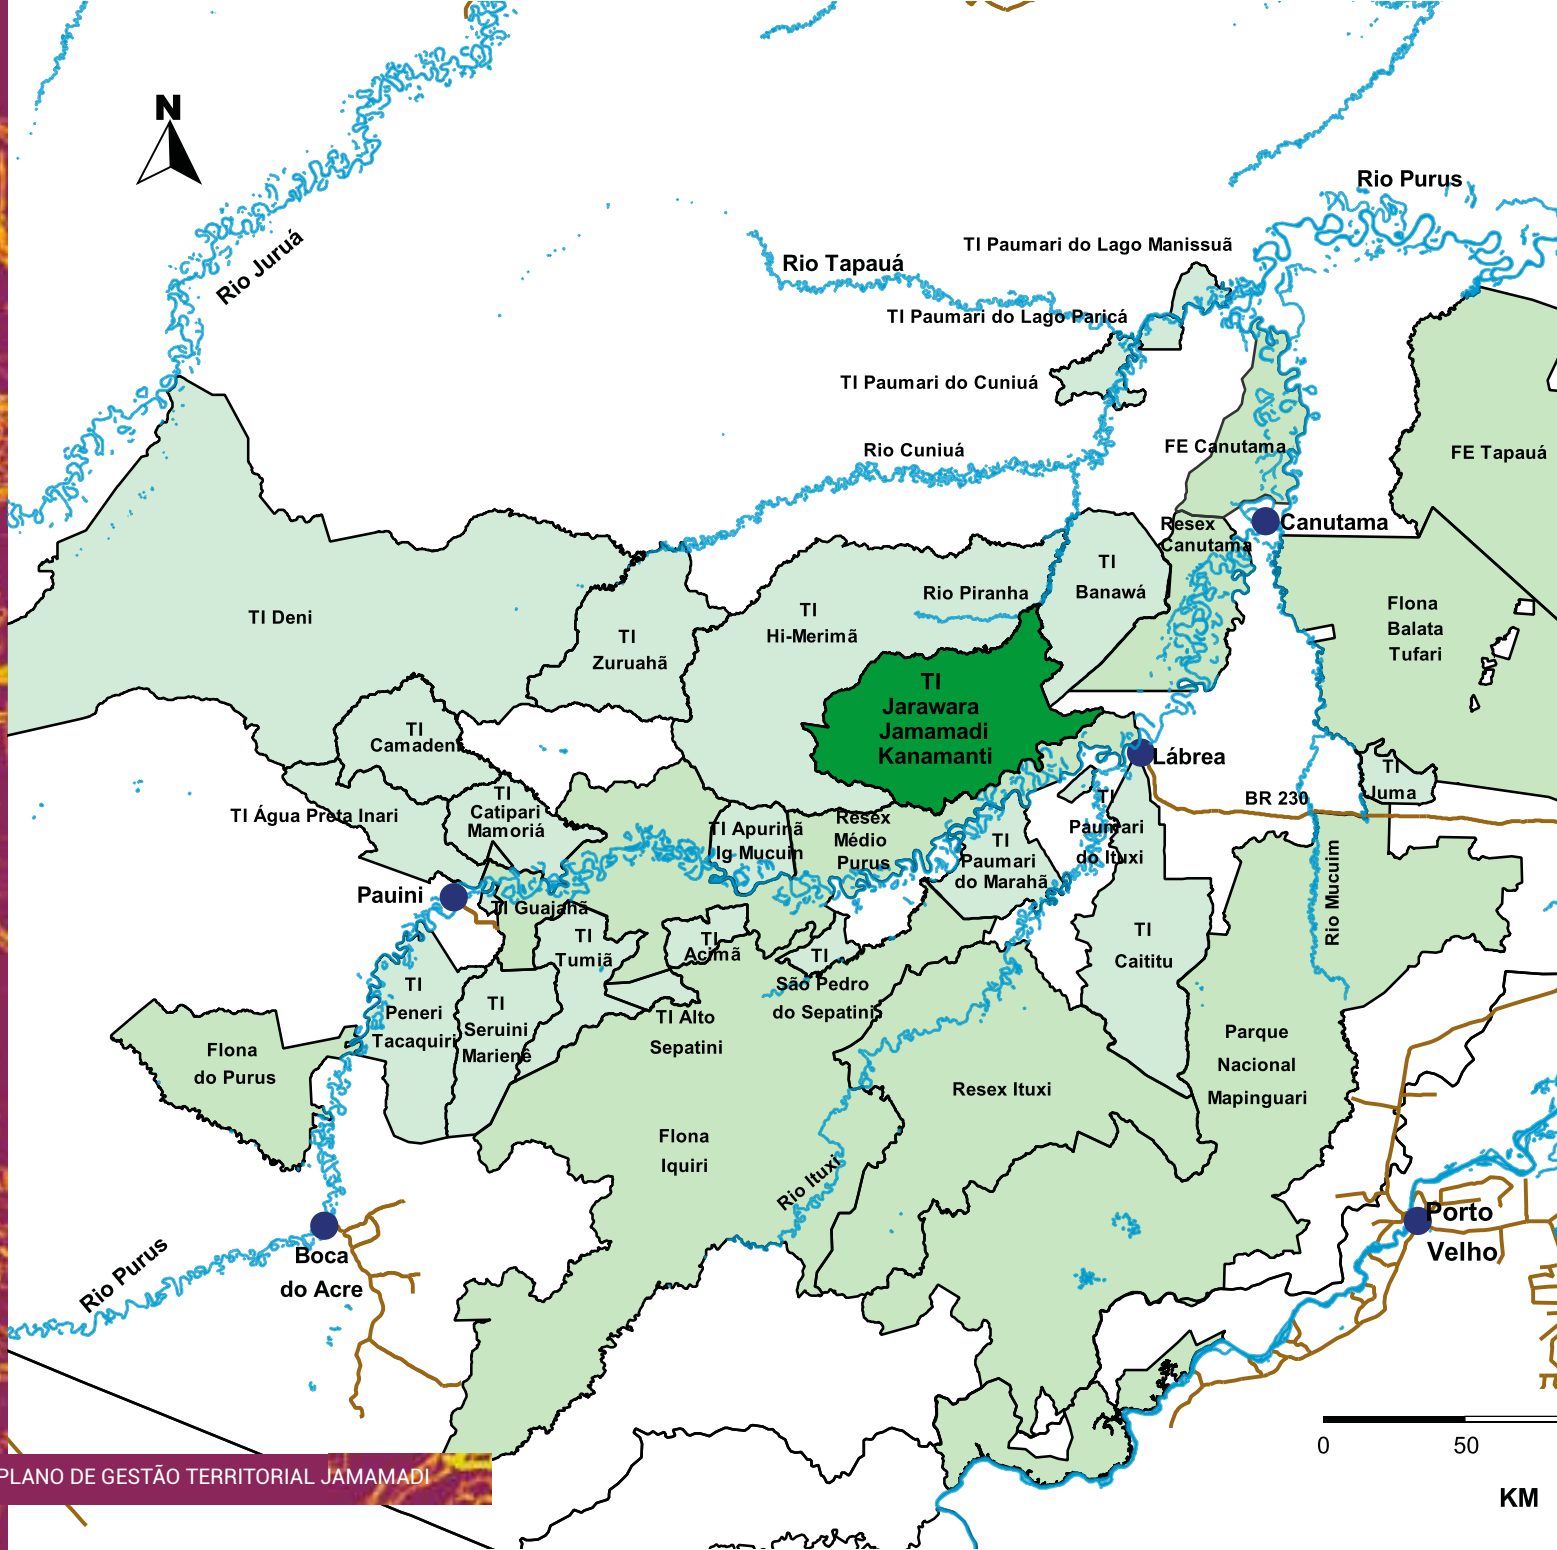 N
Rio Purus
TI Paumari do Lago Manissuã
Rio Juruá
Rio Tapauá
TI Paumari do Lago Paricá
TI Paumari do Cuniuá
Rio Cuniuá
FE Canutama
FE Tapauá
Resex
Canutama
Canutama
TI
Banawá
Rio Piranha
TI Deni
TI
Hi-Merimã
TI
Zuruahã
Flona
Balata
Tufari
TI
Jarawara
Jamamadi
Kanamanti
TI
Camadeni
Lábrea
TI
Juma
BR 230
TI
Catipari
Mamoriá
TI Água Preta Inari
TI Apurinã
Ig Mucuin
Resex
Médio
Purus
TI
Paumari
do Marahã
TI
Paumari
do Ituxi
Rio Mucuim
Pauini
TI Guajahã
TI
Tumiã
TI
Acimã
TI
São Pedro
do Sepatini
TI
Caititu
TI
Peneri
Tacaquiri
TI
Seruini
Marienê
TI Alto
Sepatini
Flona
do Purus
Resex Ituxi
Parque
Nacional
Mapinguari
Flona
Iquiri
Rio Ituxi
Porto
Velho
Boca
do Acre
Rio Purus
0
50
KM
PLANO DE GESTÃO TERRITORIAL JAMAMADI